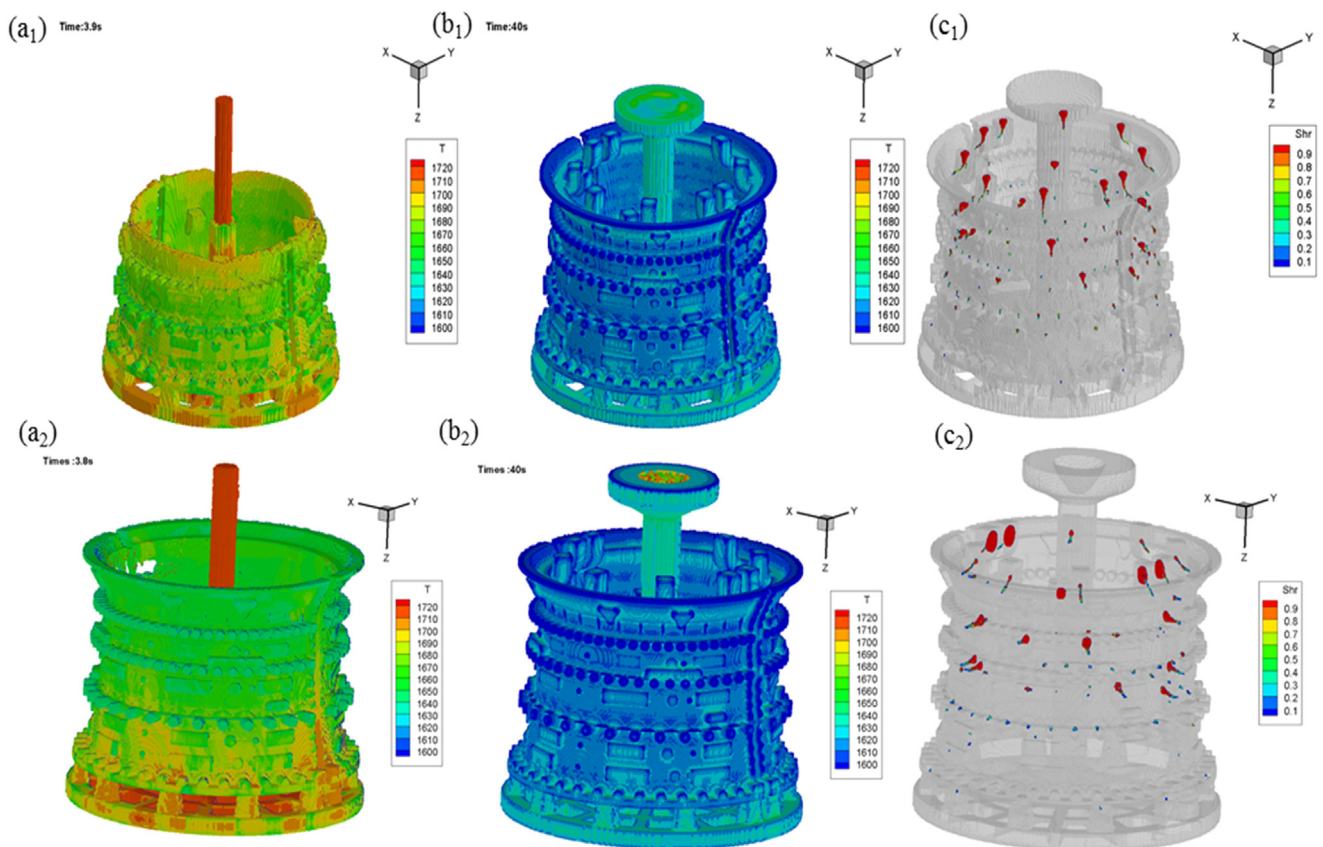 (a1) Time:3.9s
X Y
Z
T
1720
1710
1700
1690
1680
1670
1660
1650
1640
1630
1620
1610
1600
(b1) Time:40s
X Y
Z
T
1720
1710
1700
1690
1680
1670
1660
1650
1640
1630
1620
1610
1600
(c1)
X Y
Z
Shr
0.9
0.8
0.7
0.6
0.5
0.4
0.3
0.2
0.1
(a2)
Times :3.8s
X Y
Z
T
1720
1710
1700
1690
1680
1670
1660
1650
1640
1630
1620
1610
1600
(b2)
Times :40s
X Y
Z
T
1720
1710
1700
1690
1680
1670
1660
1650
1640
1630
1620
1610
1600
(c2)
X Y
Z
Shr
0.9
0.8
0.7
0.6
0.5
0.4
0.3
0.2
0.1